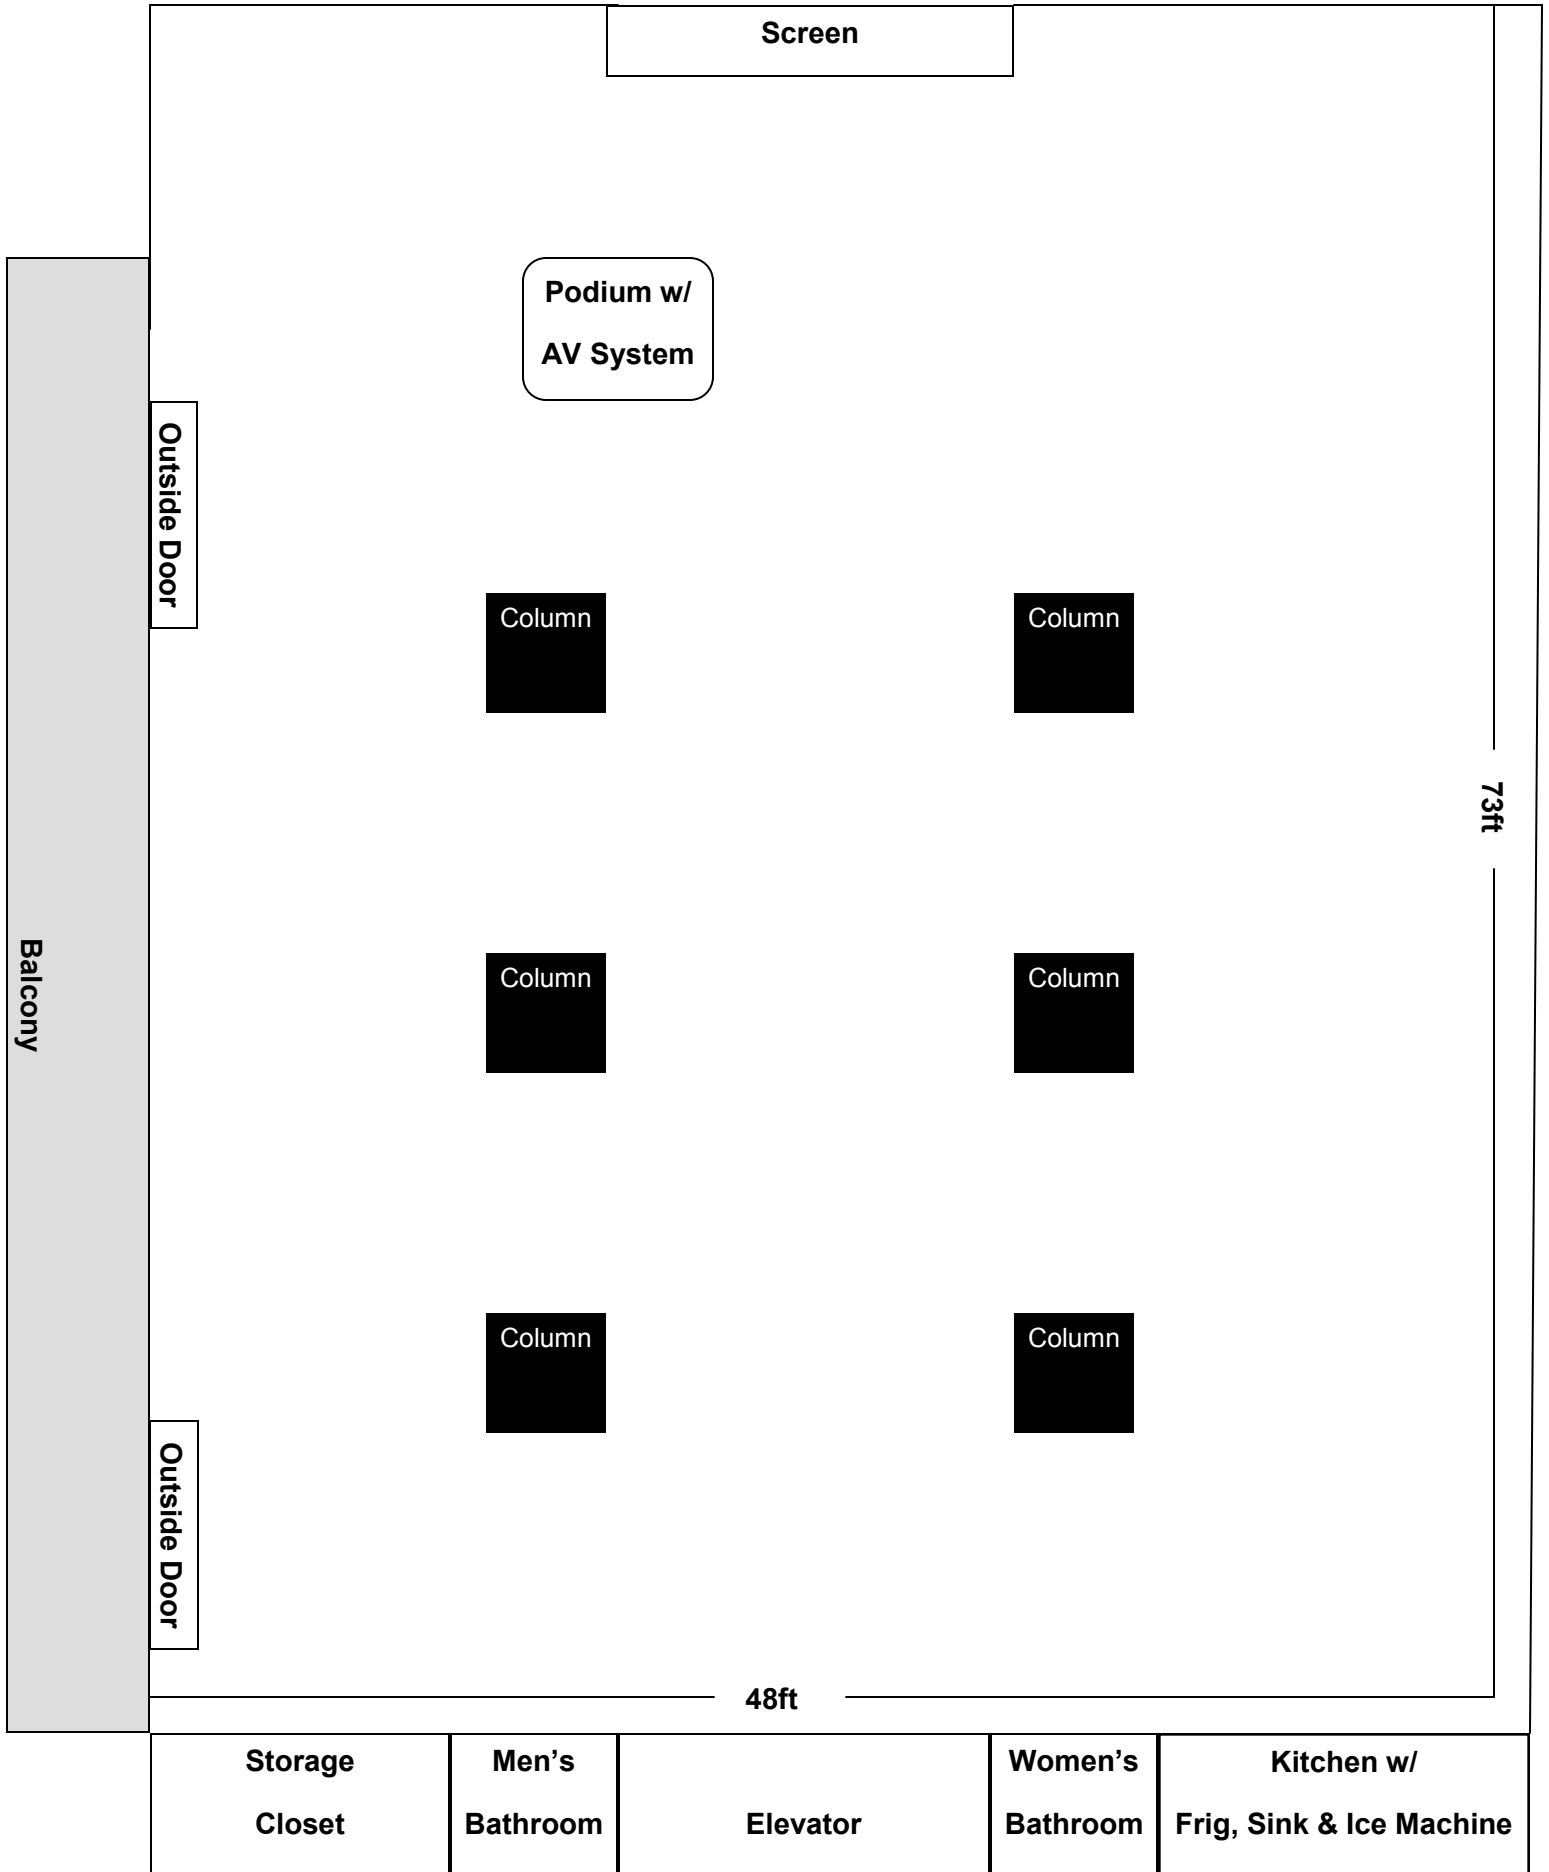 Screen
Podium w/
AV System
Outside Door
Column
Column
73ft
Balcony
Column
Column
Column
Column
Outside Door
48ft
Storage
Closet
Men’s
Bathroom
Elevator
Women’s
Bathroom
Kitchen w/
Frig, Sink & Ice Machine